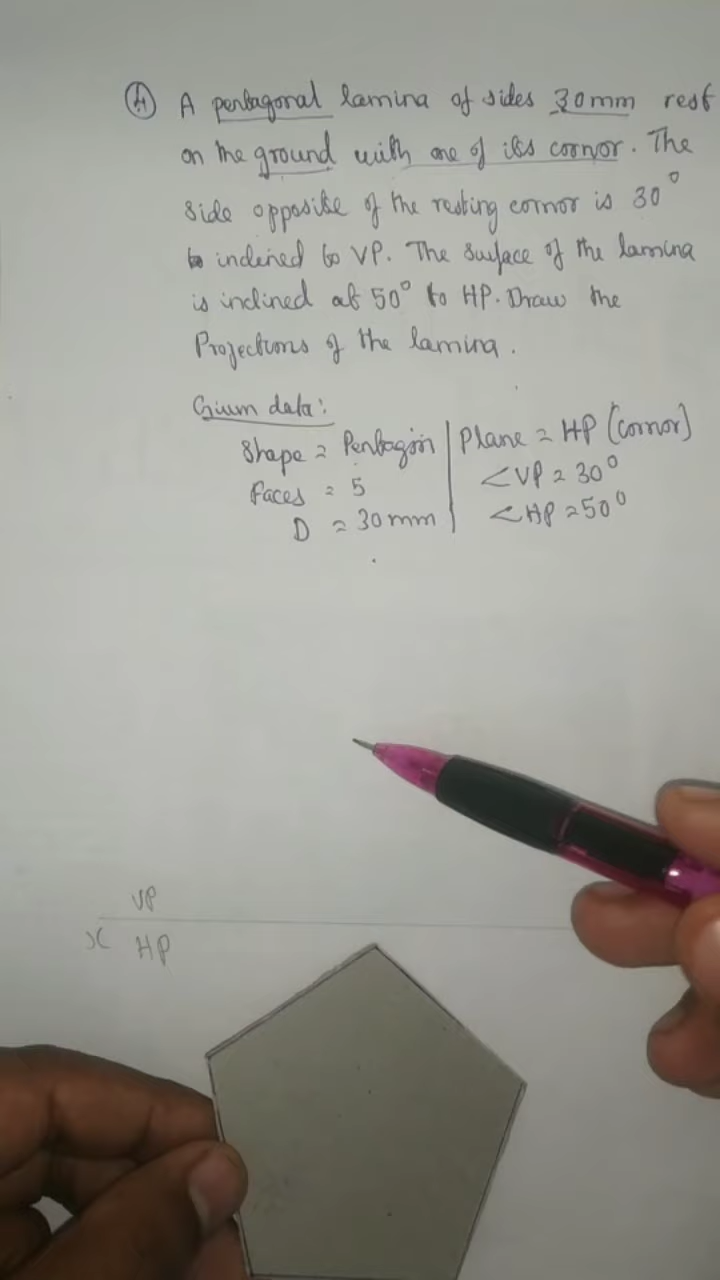 ④ A pentagonal lamina of sides 30mm rest
on the ground with one of its cornor. The
side opposite of the resting cornor is 30°
inclined to VP. The surface of the lamina
is inclined at 50° to HP. Draw the
Projections of the lamina.
Given data:
Shape = Pentagon
Faces = 5
D = 30mm
Plane = HP (cornor)
<VP = 30°
<HP = 50°
VP
X HP